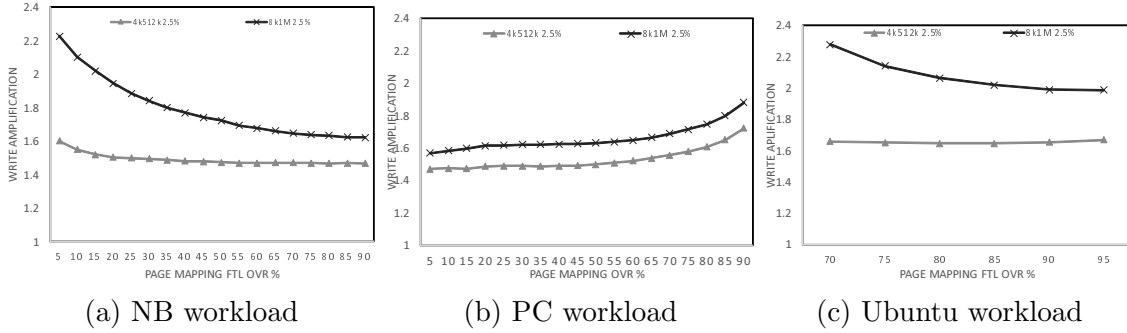 4k512k 2.5% 8k1M 2.5%
2.4
2.2
2
1.8
1.6
1.4
1.2
1
WRITE AMPLIFICATION
5 10 15 20 25 30 35 40 45 50 55 60 65 70 75 80 85 90
PAGE MAPPING FTL OVR %
(a) NB workload
4k512k 2.5% 8k1M 2.5%
2.4
2.2
2
1.8
1.6
1.4
1.2
1
WRITE AMPLIFICATION
5 10 15 20 25 30 35 40 45 50 55 60 65 70 75 80 85 90
PAGE MAPPING OVR %
(b) PC workload
4k512k 2.5% 8k1M 2.5%
2.4
2.2
2
1.8
1.6
1.4
1.2
1
WRITE APLIFICATION
70 75 80 85 90 95
PAGE MAPPING FTL OVR %
(c) Ubuntu workload